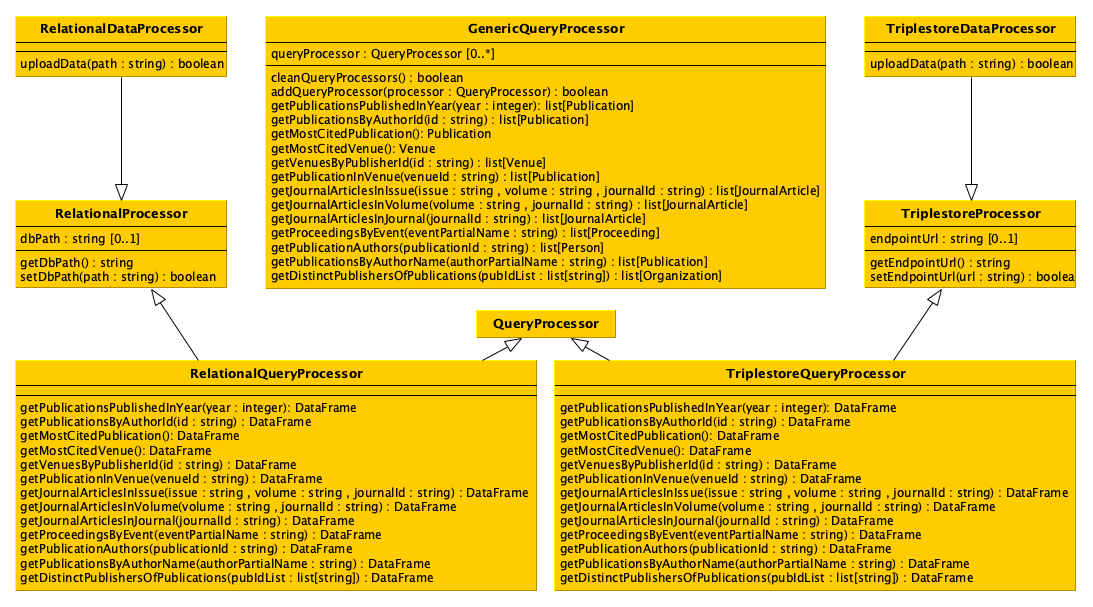 RelationalDataProcessor
uploadData(path : string) : boolean
GenericQueryProcessor
queryProcessor : QueryProcessor [0..*]
cleanQueryProcessors() : boolean
addQueryProcessor(processor : QueryProcessor) : boolean
getPublicationsPublishedInYear(year : integer): list[Publication]
getPublicationsByAuthorId(id : string) : list[Publication]
getMostCitedPublication(): Publication
getMostCitedVenue(): Venue
getVenuesByPublisherId(id : string) : list[Venue]
getPublicationInVenue(venueId : string) : list[Publication]
getJournalArticlesInIssue(issue : string , volume : string , journalId : string) : list[JournalArticle]
getJournalArticlesInVolume(volume : string , journalId : string) : list[JournalArticle]
getJournalArticlesInJournal(journalId : string) : list[JournalArticle]
getProceedingsByEvent(eventPartialName : string) : list[Proceeding]
getPublicationAuthors(publicationId : string) : list[Person]
getPublicationsByAuthorName(authorPartialName : string) : list[Publication]
getDistinctPublishersOfPublications(pubIdList : list[string]) : list[Organization]
TriplestoreDataProcessor
uploadData(path : string) : boolean
RelationalProcessor
dbPath : string [0..1]
getDbPath() : string
setDbPath(path : string) : boolean
TriplestoreProcessor
endpointUrl : string [0..1]
getEndpointUrl() : string
setEndpointUrl(url : string) : boolea
QueryProcessor
RelationalQueryProcessor
getPublicationsPublishedInYear(year : integer): DataFrame
getPublicationsByAuthorId(id : string) : DataFrame
getMostCitedPublication(): DataFrame
getMostCitedVenue(): DataFrame
getVenuesByPublisherId(id : string) : DataFrame
getPublicationInVenue(venueId : string) : DataFrame
getJournalArticlesInIssue(issue : string , volume : string , journalId : string) : DataFrame
getJournalArticlesInVolume(volume : string , journalId : string) : DataFrame
getJournalArticlesInJournal(journalId : string) : DataFrame
getProceedingsByEvent(eventPartialName : string) : DataFrame
getPublicationAuthors(publicationId : string) : DataFrame
getPublicationsByAuthorName(authorPartialName : string) : DataFrame
getDistinctPublishersOfPublications(pubIdList : list[string]) : DataFrame
TriplestoreQueryProcessor
getPublicationsPublishedInYear(year : integer): DataFrame
getPublicationsByAuthorId(id : string) : DataFrame
getMostCitedPublication(): DataFrame
getMostCitedVenue(): DataFrame
getVenuesByPublisherId(id : string) : DataFrame
getPublicationInVenue(venueId : string) : DataFrame
getJournalArticlesInIssue(issue : string , volume : string , journalId : string) : DataFrame
getJournalArticlesInVolume(volume : string , journalId : string) : DataFrame
getJournalArticlesInJournal(journalId : string) : DataFrame
getProceedingsByEvent(eventPartialName : string) : DataFrame
getPublicationAuthors(publicationId : string) : DataFrame
getPublicationsByAuthorName(authorPartialName : string) : DataFrame
getDistinctPublishersOfPublications(pubIdList : list[string]) : DataFrame